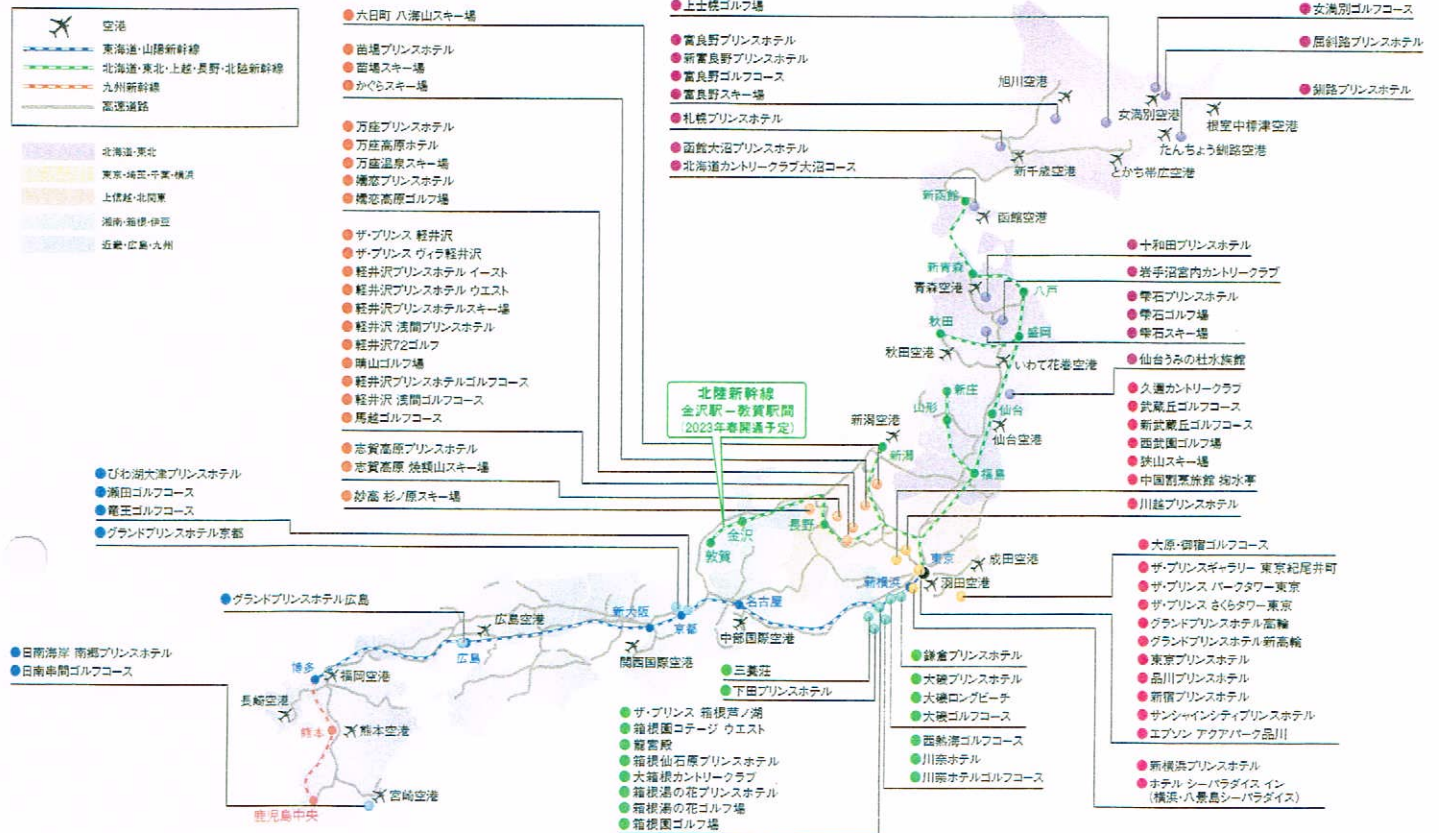 空港
東海道・山陽新幹線
北海道・東北・上越・長野・北陸新幹線
九州新幹線
高速道路
北海道・東北
東京・埼玉・千葉・横浜
上信越・北関東
湘南・箱根・伊豆
近畿・広島・九州
六日町 八海山スキー場
苗場プリンスホテル
苗場スキー場
かぐらスキー場
万座プリンスホテル
万座高原ホテル
万座温泉スキー場
嬬恋プリンスホテル
嬬恋高原ゴルフ場
ザ・プリンス 軽井沢
ザ・プリンス ヴィラ軽井沢
軽井沢プリンスホテル イースト
軽井沢プリンスホテル ウエスト
軽井沢プリンスホテルスキー場
軽井沢 浅間プリンスホテル
軽井沢72ゴルフ
晴山ゴルフ場
軽井沢プリンスホテルゴルフコース
軽井沢 浅間ゴルフコース
馬越ゴルフコース
志賀高原プリンスホテル
志賀高原 焼額山スキー場
妙高 杉ノ原スキー場
上士幌ゴルフ場
富良野プリンスホテル
新富良野プリンスホテル
富良野ゴルフコース
富良野スキー場
札幌プリンスホテル
函館大沼プリンスホテル
北海道カントリークラブ大沼コース
女満別ゴルフコース
屈斜路プリンスホテル
釧路プリンスホテル
旭川空港
女満別空港
根室中標津空港
たんちょう釧路空港
とかち帯広空港
新千歳空港
新函館
函館空港
新青森
青森空港
八戸
秋田
盛岡
秋田空港
いわて花巻空港
新庄
山形
仙台
仙台空港
福島
新潟空港
新潟
北陸新幹線
金沢駅−敦賀駅間
(2023年春開通予定)
長野
金沢
敦賀
東京
成田空港
羽田空港
新横浜
名古屋
中部国際空港
京都
新大阪
関西国際空港
広島空港
広島
博多
福岡空港
長崎空港
熊本
熊本空港
宮崎空港
鹿児島中央
十和田プリンスホテル
岩手沼宮内カントリークラブ
雫石プリンスホテル
雫石ゴルフ場
雫石スキー場
仙台うみの杜水族館
久邇カントリークラブ
武蔵丘ゴルフコース
新武蔵丘ゴルフコース
西武園ゴルフ場
狭山スキー場
中国割烹旅館 掬水亭
川越プリンスホテル
大原・御宿ゴルフコース
ザ・プリンスギャラリー 東京紀尾井町
ザ・プリンス パークタワー東京
ザ・プリンス さくらタワー東京
グランドプリンスホテル高輪
グランドプリンスホテル新高輪
東京プリンスホテル
品川プリンスホテル
新宿プリンスホテル
サンシャインシティプリンスホテル
エプソン アクアパーク品川
新横浜プリンスホテル
ホテル シーパラダイス イン
(横浜・八景島シーパラダイス)
びわ湖大津プリンスホテル
瀬田ゴルフコース
竜王ゴルフコース
グランドプリンスホテル京都
グランドプリンスホテル広島
日南海岸 南郷プリンスホテル
日南串間ゴルフコース
三養荘
下田プリンスホテル
鎌倉プリンスホテル
大磯プリンスホテル
大磯ロングビーチ
大磯ゴルフコース
西熱海ゴルフコース
川奈ホテル
川奈ホテルゴルフコース
ザ・プリンス 箱根芦ノ湖
箱根園コテージ ウエスト
龍宮殿
箱根仙石原プリンスホテル
大箱根カントリークラブ
箱根湯の花プリンスホテル
箱根湯の花ゴルフ場
箱根園ゴルフ場